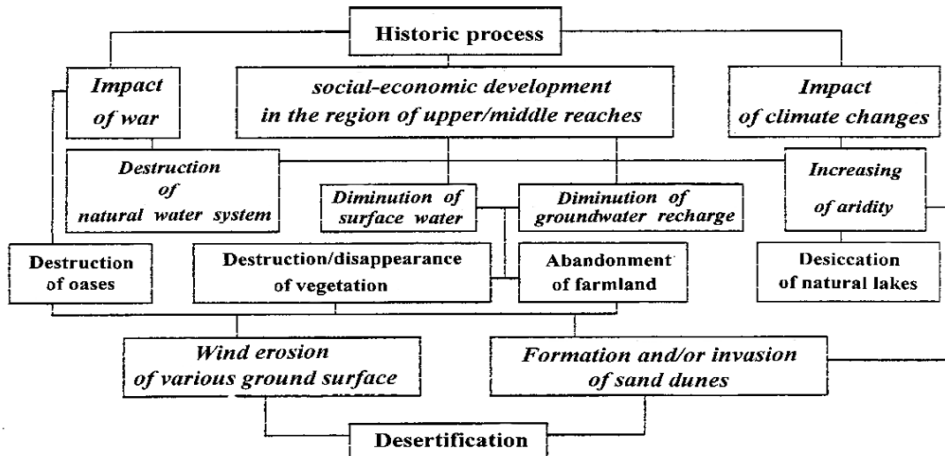 Historic process
Impact
of war
social-economic development
in the region of upper/middle reaches
Impact
of climate changes
Destruction
of
natural water system
Diminution of
surface water
Diminution of
groundwater recharge
Increasing
of aridity
Destruction
of oases
Destruction/disappearance
of vegetation
Abandonment
of farmland
Desiccation
of natural lakes
Wind erosion
of various ground surface
Formation and/or invasion
of sand dunes
Desertification